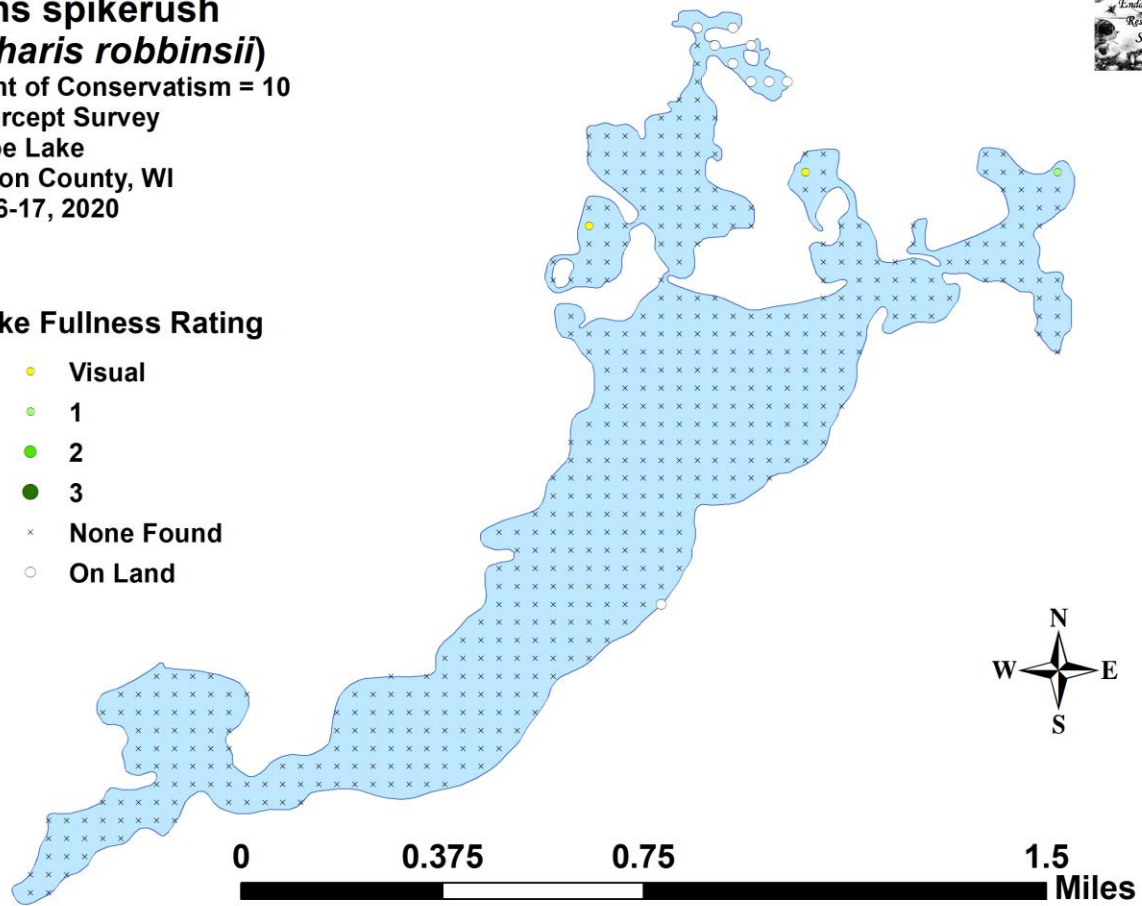 ns spikerush
haris robbinsii)
nt of Conservatism = 10
rcept Survey
e Lake
on County, WI
6-17, 2020
ke Fullness Rating
Visual
1
2
3
None Found
On Land
N
W E
S
0 0.375 0.75 1.5
Miles